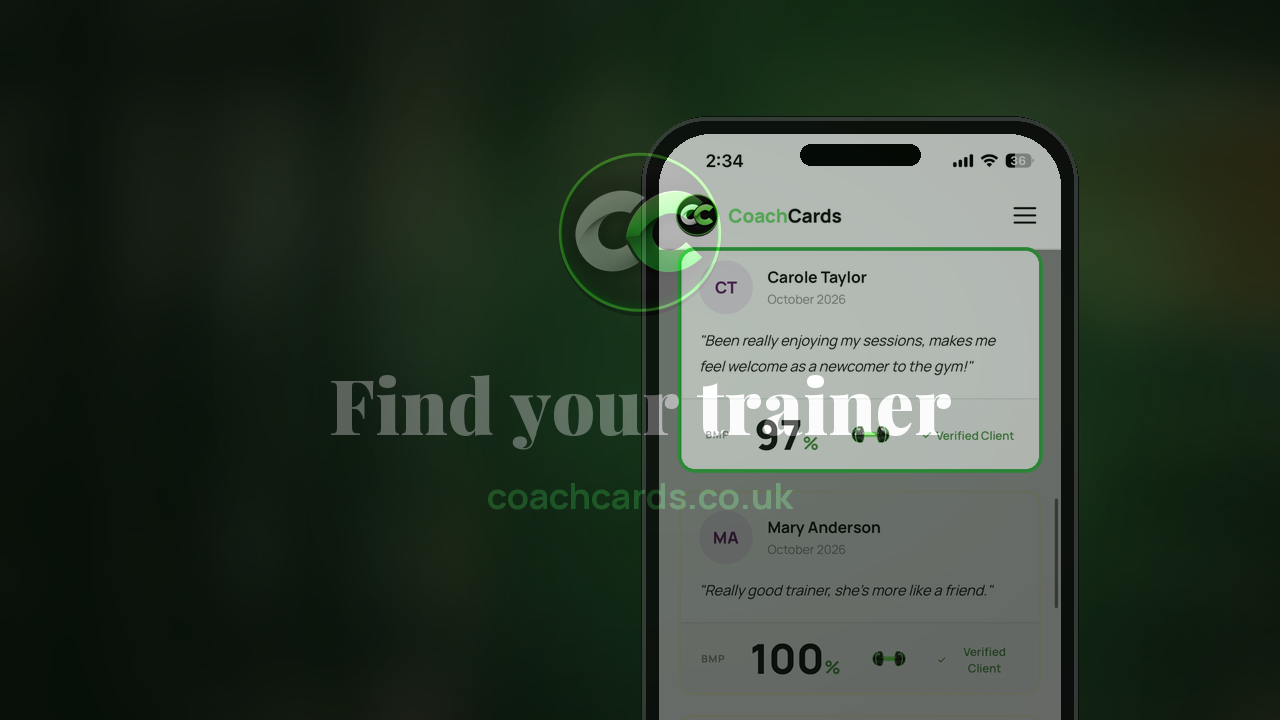 2:34
36
CoachCards
CT
Carole Taylor
October 2026
"Been really enjoying my sessions, makes me
feel welcome as a newcomer to the gym!"
Find your trainer
BMP 97% ✓ Verified Client
coachcards.co.uk
MA
Mary Anderson
October 2026
"Really good trainer, she's more like a friend."
BMP 100% ✓ Verified
Client